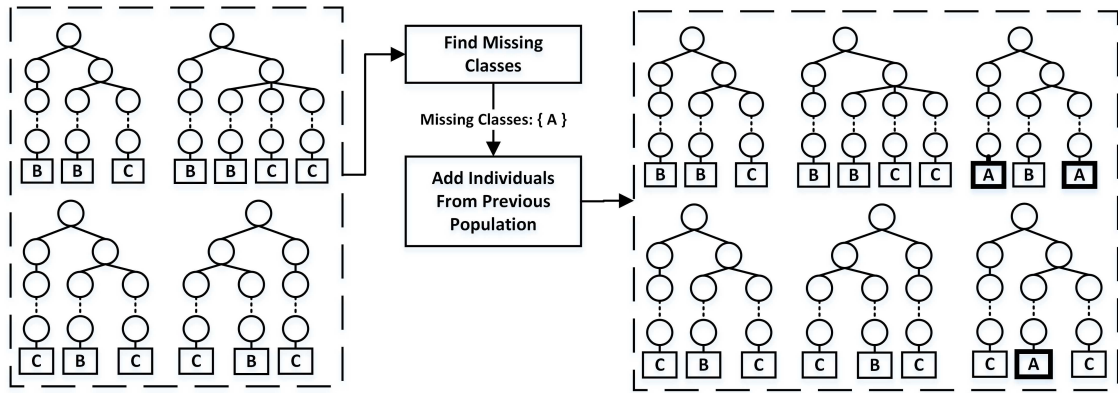 Find Missing
Classes
Missing Classes: { A }
Add Individuals
From Previous
Population
B B C B B C C
C B C C B C
B B C B B C C A B A
C B C C B C C A C